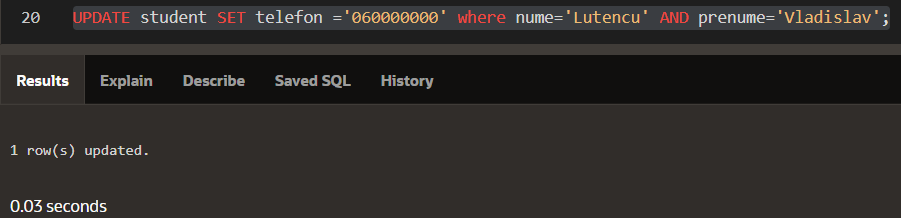 20 UPDATE student SET telefon ='060000000' where nume='Lutencu' AND prenume='Vladislav';
Results Explain Describe Saved SQL History
1 row(s) updated.
0.03 seconds